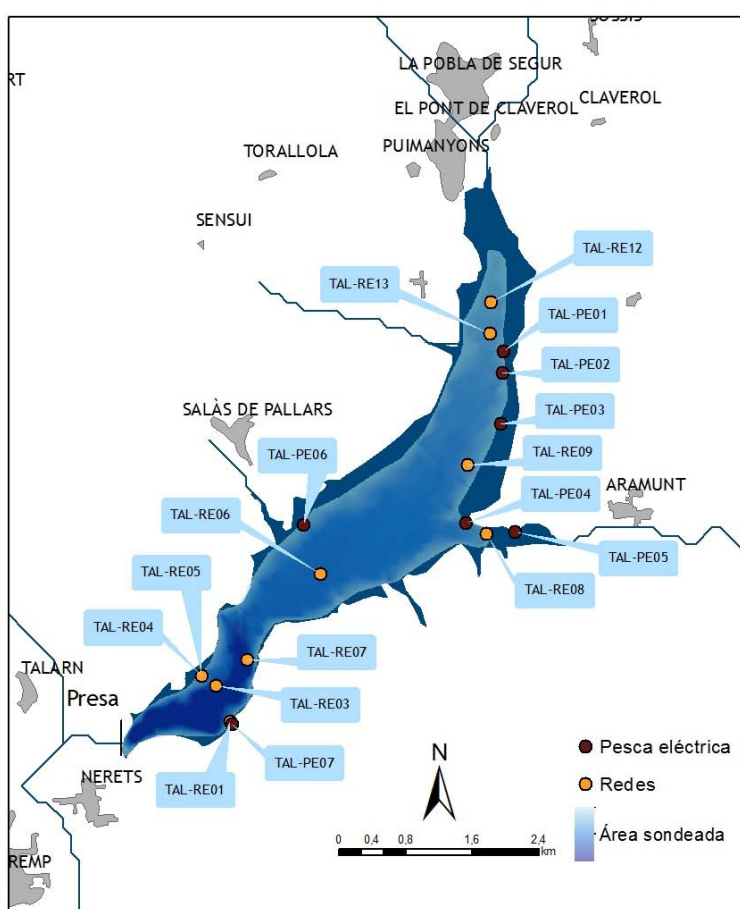 SOSSIS
LA POBLA DE SEGUR
RT
EL PONT DE CLAVEROL
CLAVEROL
PUIMANYONS
TORALLOLA
SENSUI
TAL-RE12
TAL-RE13
TAL-PE01
TAL-PE02
SALÀS DE PALLARS
TAL-PE03
TAL-PE06
TAL-RE09
TAL-PE04
ARAMUNT
TAL-RE06
TAL-PE05
TAL-RE05
TAL-RE08
TAL-RE04
TAL-RE07
TALARN
Presa
TAL-RE03
N
Pesca eléctrica
TAL-PE07
NERETS
TAL-RE01
Redes
Área sondeada
0 0,4 0,8 1,6 2,4
km
REMP